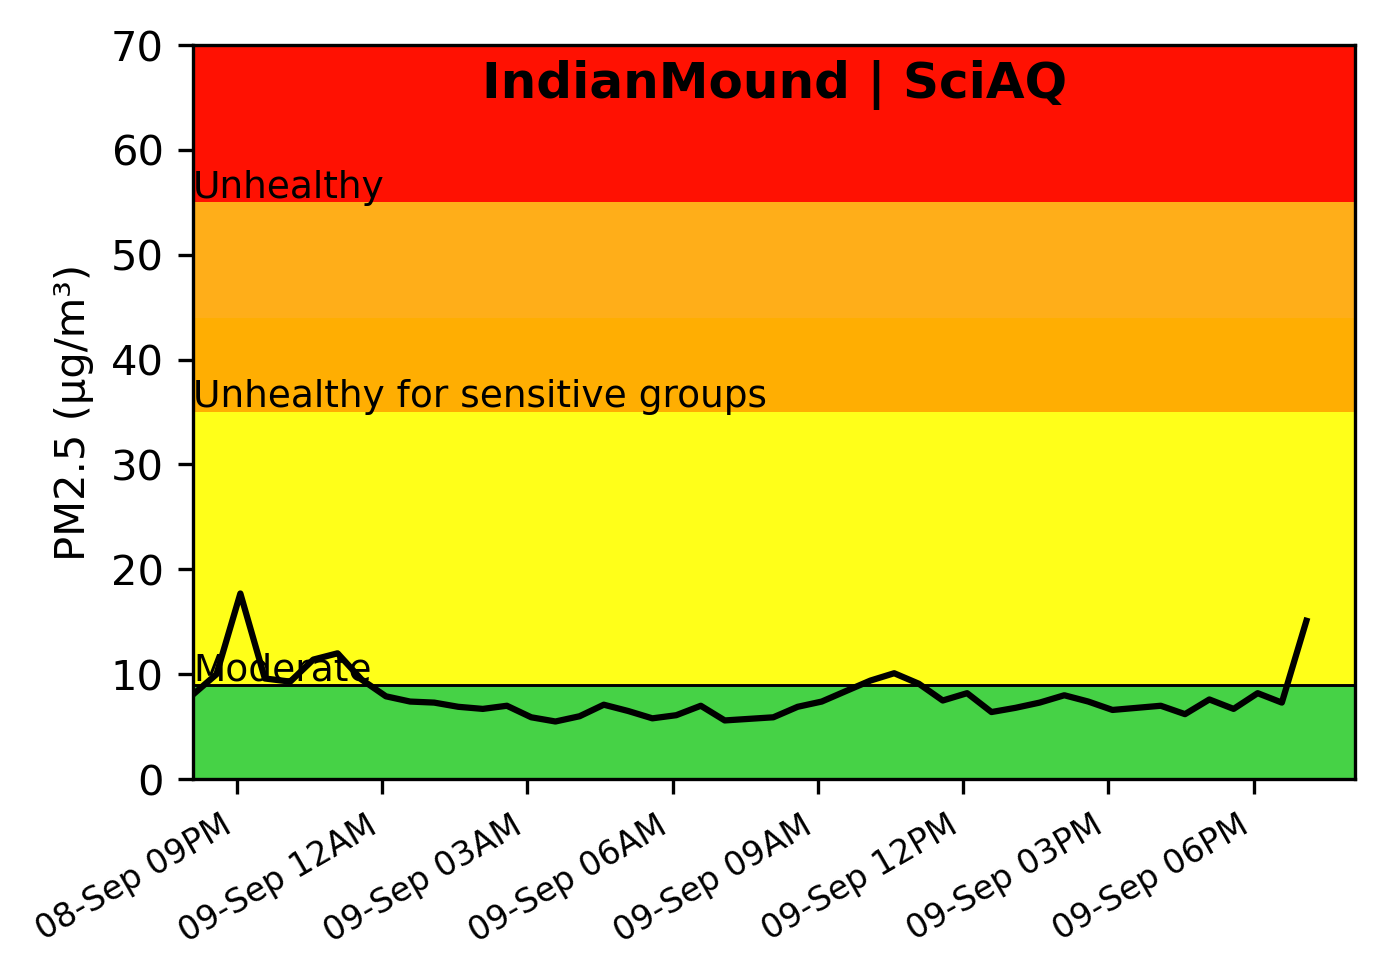 IndianMound | SciAQ
PM2.5 (µg/m³)
70
60
50
40
30
20
10
0
Unhealthy
Unhealthy for sensitive groups
Moderate
08-Sep 09PM
09-Sep 12AM
09-Sep 03AM
09-Sep 06AM
09-Sep 09AM
09-Sep 12PM
09-Sep 03PM
09-Sep 06PM